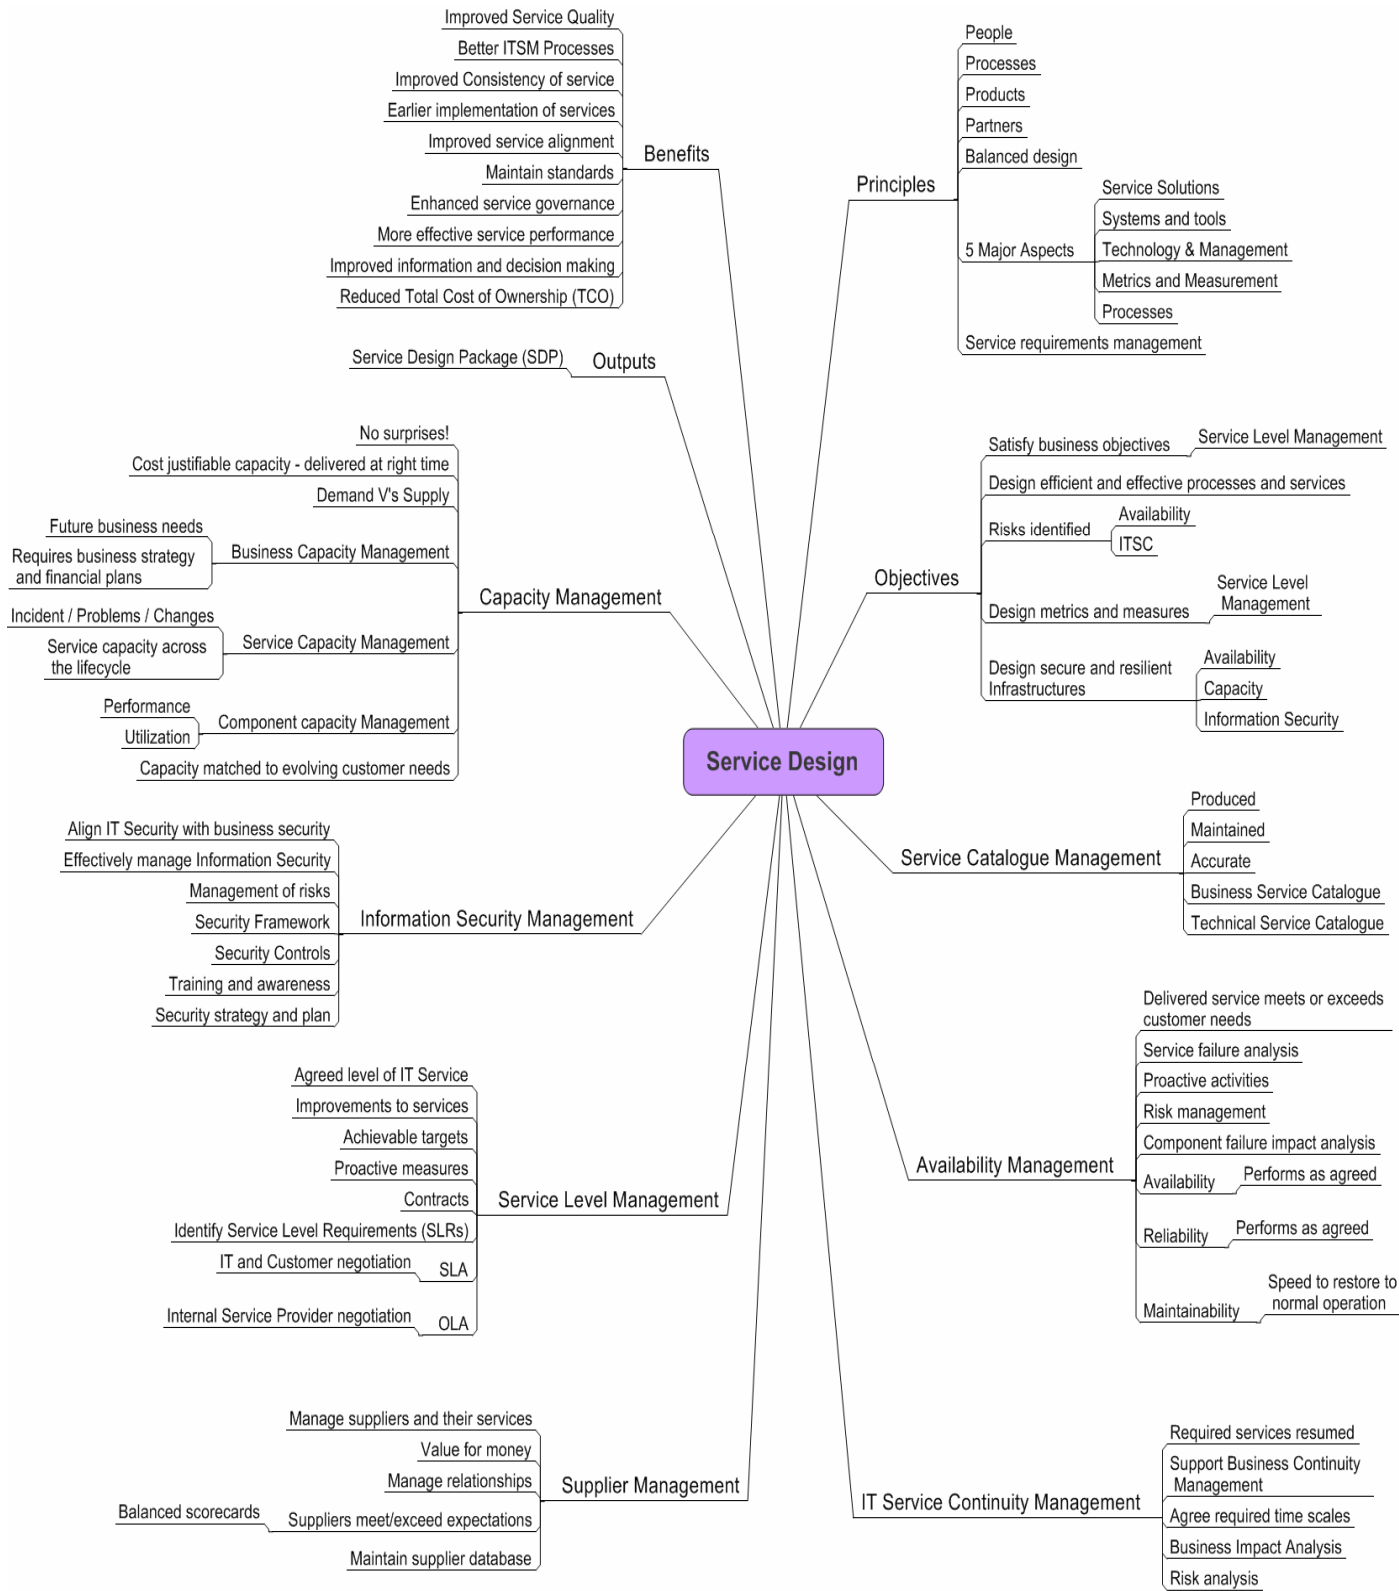 Service Design
Principles
People
Processes
Products
Partners
Balanced design
5 Major Aspects
Service Solutions
Systems and tools
Technology & Management
Metrics and Measurement
Processes
Service requirements management
Objectives
Satisfy business objectives
Service Level Management
Design efficient and effective processes and services
Risks identified
Availability
ITSC
Design metrics and measures
Service Level
Management
Design secure and resilient
Infrastructures
Availability
Capacity
Information Security
Service Catalogue Management
Produced
Maintained
Accurate
Business Service Catalogue
Technical Service Catalogue
Availability Management
Delivered service meets or exceeds
customer needs
Service failure analysis
Proactive activities
Risk management
Component failure impact analysis
Availability
Performs as agreed
Reliability
Performs as agreed
Maintainability
Speed to restore to
normal operation
IT Service Continuity Management
Required services resumed
Support Business Continuity
Management
Agree required time scales
Business Impact Analysis
Risk analysis
Benefits
Improved Service Quality
Better ITSM Processes
Improved Consistency of service
Earlier implementation of services
Improved service alignment
Maintain standards
Enhanced service governance
More effective service performance
Improved information and decision making
Reduced Total Cost of Ownership (TCO)
Outputs
Service Design Package (SDP)
Capacity Management
No surprises!
Cost justifiable capacity - delivered at right time
Demand V's Supply
Business Capacity Management
Future business needs
Requires business strategy
and financial plans
Service Capacity Management
Incident / Problems / Changes
Service capacity across
the lifecycle
Component capacity Management
Performance
Utilization
Capacity matched to evolving customer needs
Information Security Management
Align IT Security with business security
Effectively manage Information Security
Management of risks
Security Framework
Security Controls
Training and awareness
Security strategy and plan
Service Level Management
Agreed level of IT Service
Improvements to services
Achievable targets
Proactive measures
Contracts
Identify Service Level Requirements (SLRs)
SLA
IT and Customer negotiation
OLA
Internal Service Provider negotiation
Supplier Management
Manage suppliers and their services
Value for money
Manage relationships
Suppliers meet/exceed expectations
Balanced scorecards
Maintain supplier database